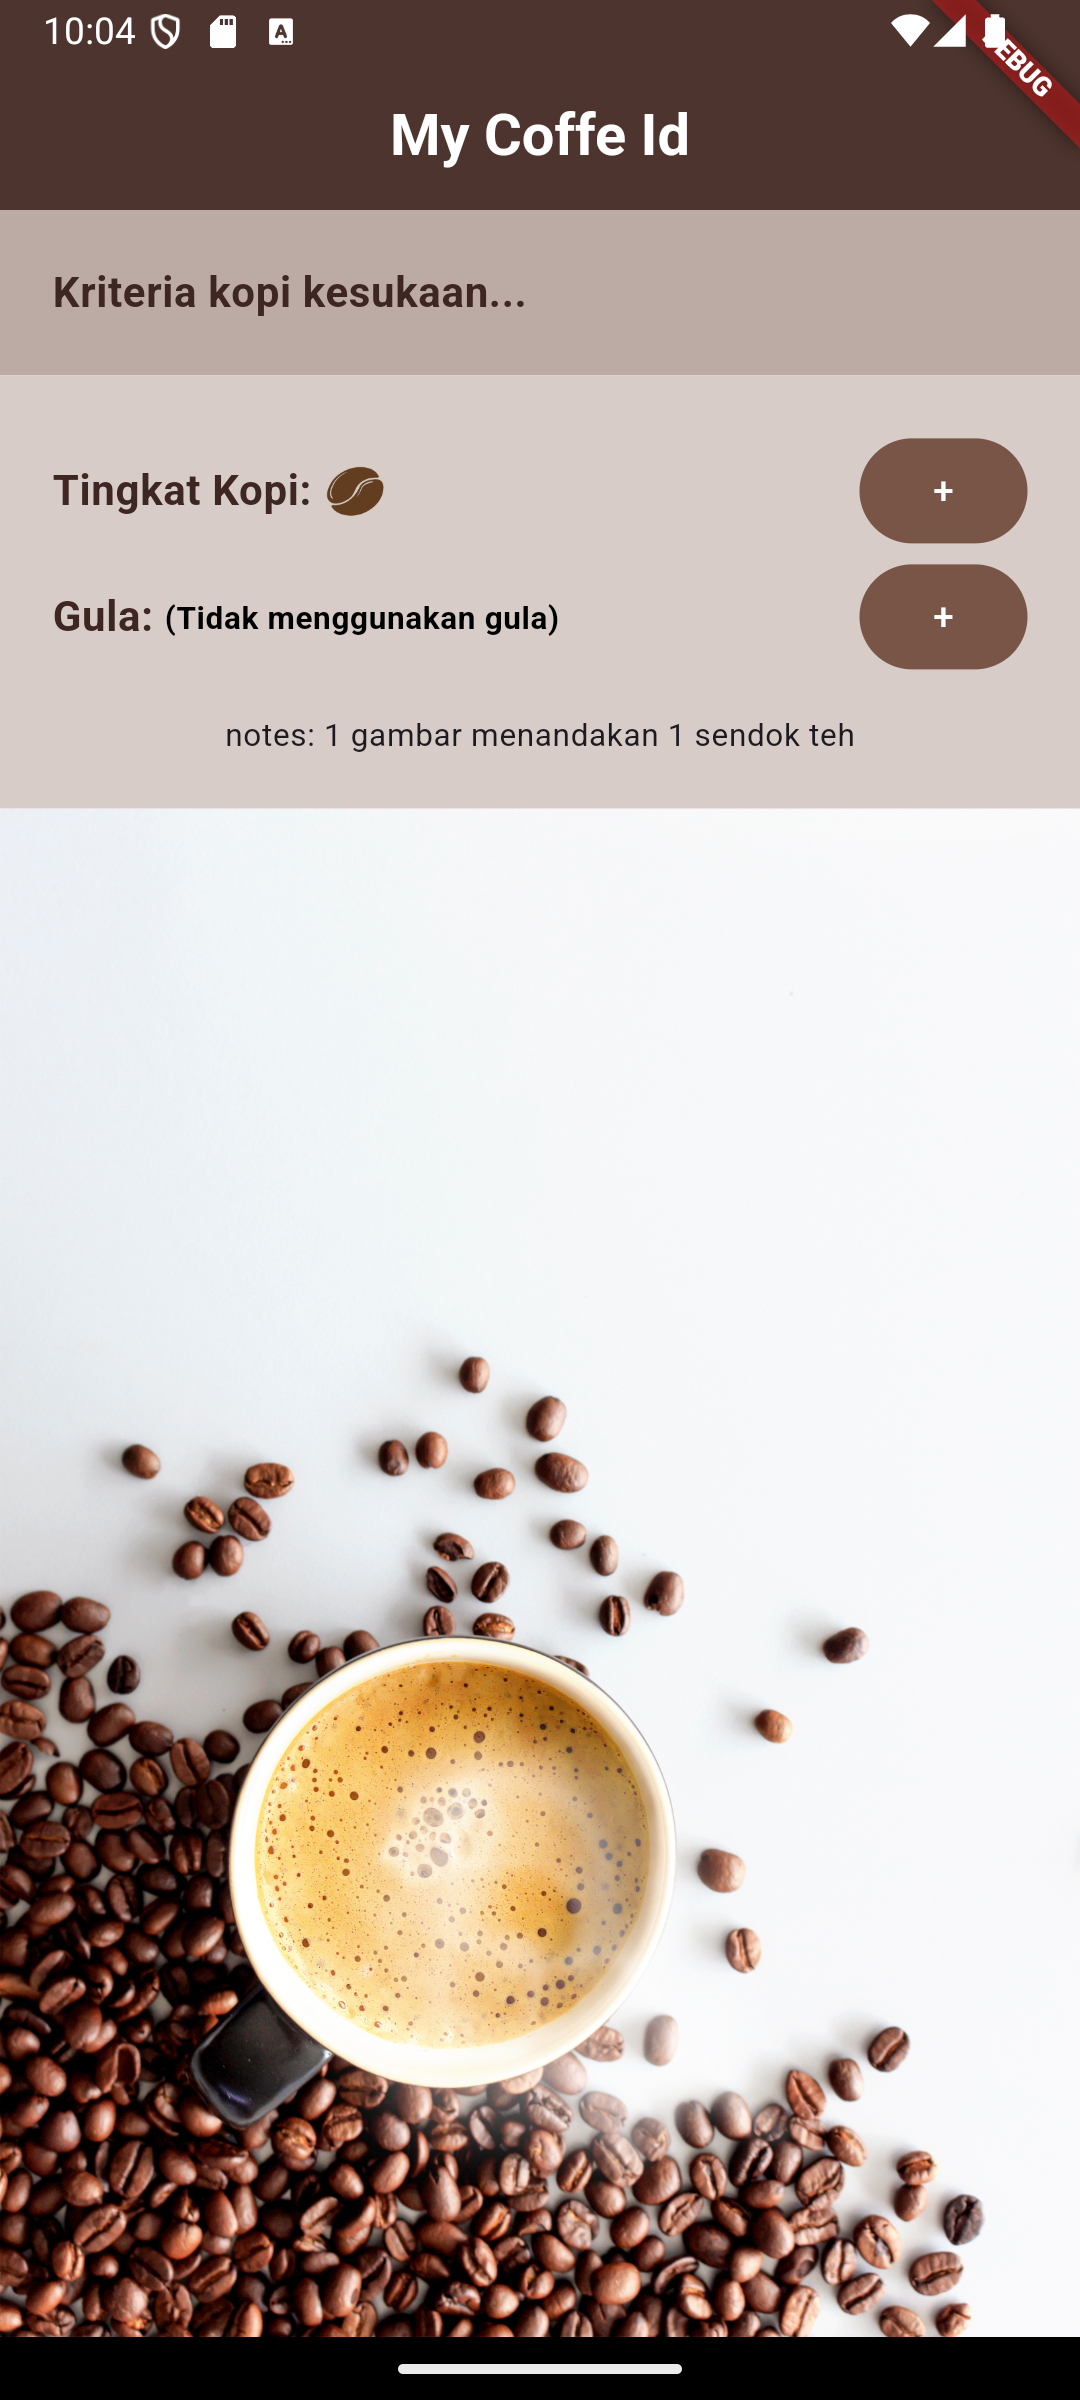 10:04
DEBUG
My Coffe Id
Kriteria kopi kesukaan...
Tingkat Kopi:
+
Gula: (Tidak menggunakan gula)
+
notes: 1 gambar menandakan 1 sendok teh